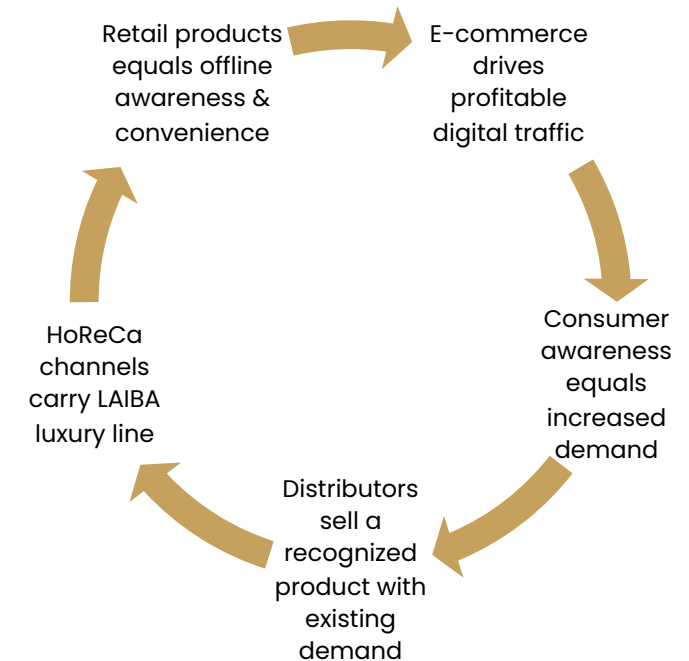 Retail products
equals offline
awareness &
convenience
E-commerce
drives
profitable
digital traffic
Consumer
awareness
equals
increased
demand
Distributors
sell a
recognized
product with
existing
demand
HoReCa
channels
carry LAIBA
luxury line